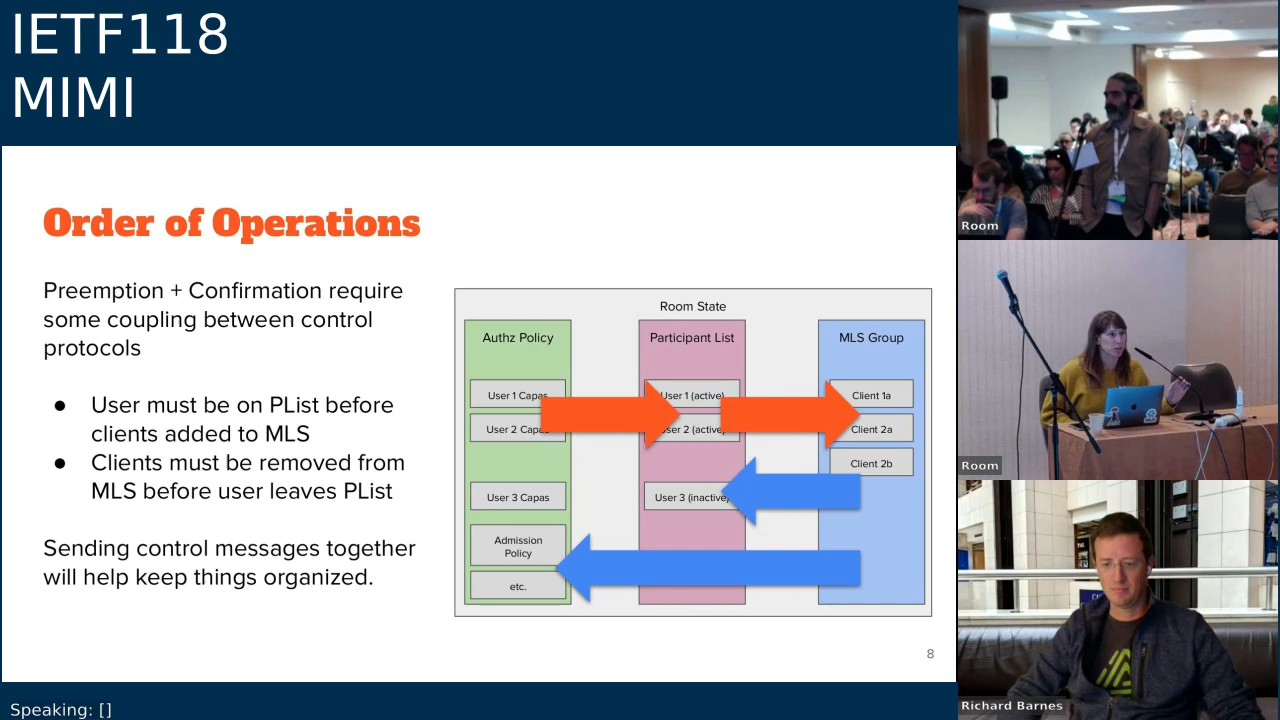 IETF118
MIMI
Order of Operations
Preemption + Confirmation require
some coupling between control
protocols
● User must be on PList before
clients added to MLS
● Clients must be removed from
MLS before user leaves PList
Sending control messages together
will help keep things organized.
Room State
Authz Policy
Participant List
MLS Group
User 1 Capas
User 1 (active)
Client 1a
User 2 Capas
User 2 (active)
Client 2a
Client 2b
User 3 Capas
User 3 (inactive)
Admission
Policy
etc.
8
Room
Room
Richard Barnes
Speaking: []